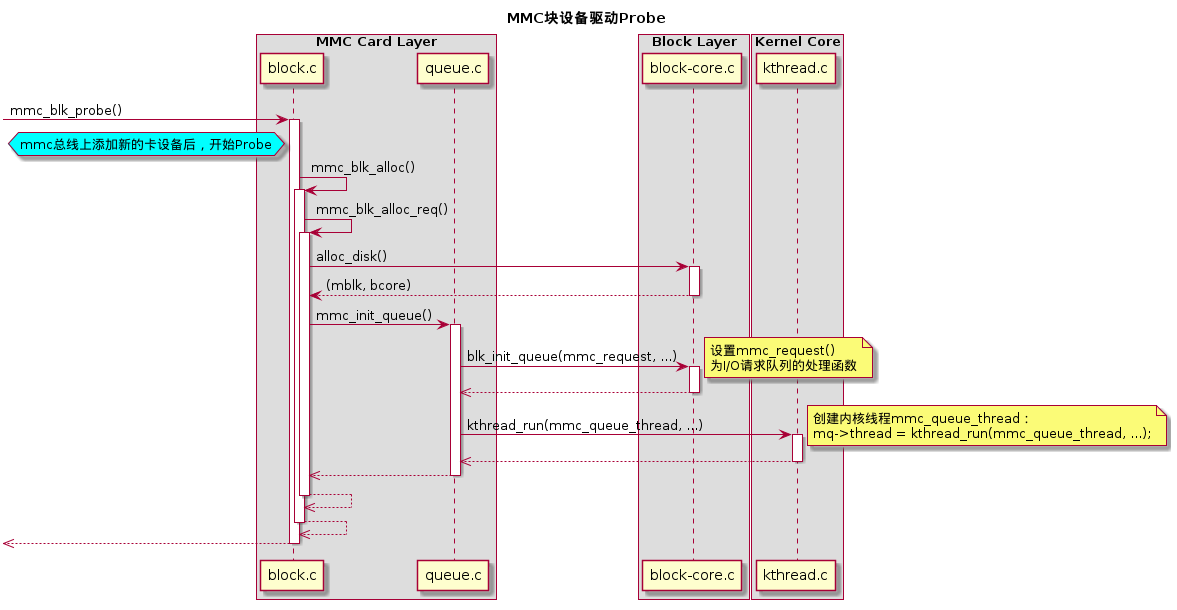 MMC块设备驱动Probe
MMC Card Layer
Block Layer
Kernel Core
block.c
queue.c
block-core.c
kthread.c
mmc_blk_probe()
mmc总线上添加新的卡设备后，开始Probe
mmc_blk_alloc()
mmc_blk_alloc_req()
alloc_disk()
(mblk, bcore)
mmc_init_queue()
blk_init_queue(mmc_request, ...)
设置mmc_request()
为I/O请求队列的处理函数
kthread_run(mmc_queue_thread, ...)
创建内核线程mmc_queue_thread：
mq->thread = kthread_run(mmc_queue_thread, ...);
block.c
queue.c
block-core.c
kthread.c